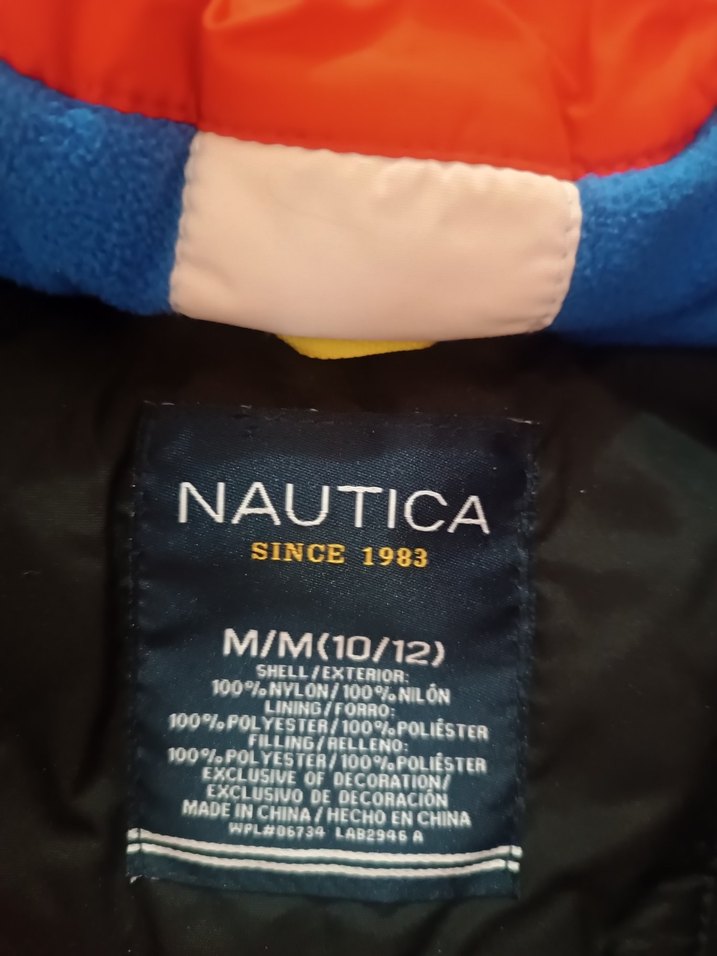 NAUTICA
SINCE 1983
M/M(10/12)
SHELL/EXTERIOR:
100%NYLON/100%NILÓN
LINING/FORRO:
100%POLYESTER/100%POLIÉSTER
FILLING/RELLENO:
100%POLYESTER/100%POLIÉSTER
EXCLUSIVE OF DECORATION/
EXCLUSIVO DE DECORACIÓN
MADE IN CHINA/HECHO EN CHINA
WPL#06734 LAB2946 A